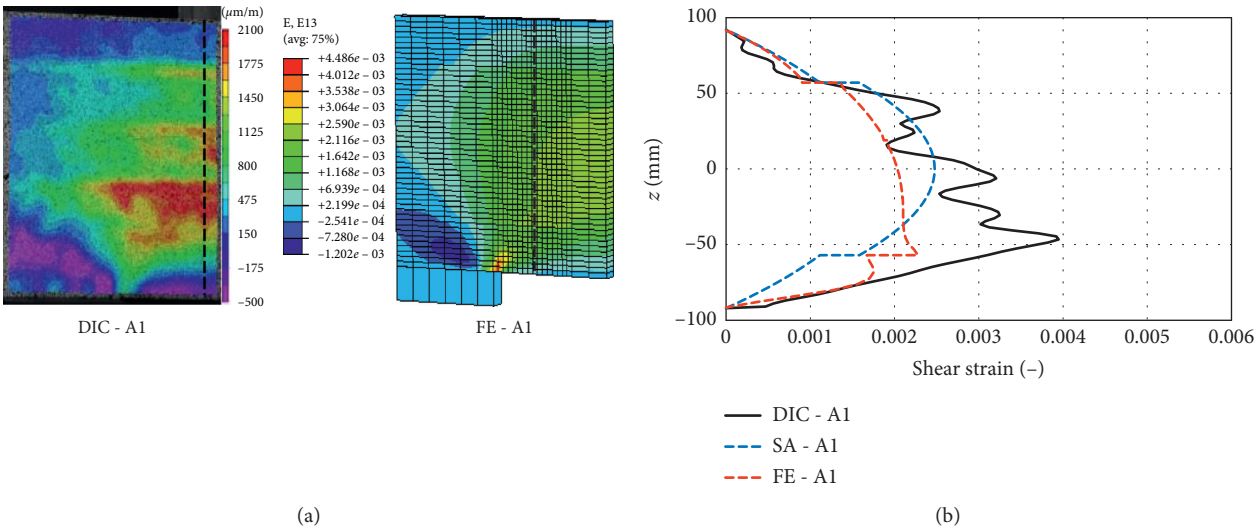 (μm/m)
2100
1775
1450
1125
800
475
150
−175
−500
DIC - A1
E, E13
(avg: 75%)
+4.486e − 03
+4.012e − 03
+3.538e − 03
+3.064e − 03
+2.590e − 03
+2.116e − 03
+1.642e − 03
+1.168e − 03
+6.939e − 04
+2.199e − 04
−2.541e − 04
−7.280e − 04
−1.202e − 03
FE - A1
(a)
z (mm)
100
50
0
−50
−100
0 0.001 0.002 0.003 0.004 0.005 0.006
Shear strain (–)
DIC - A1
SA - A1
FE - A1
(b)